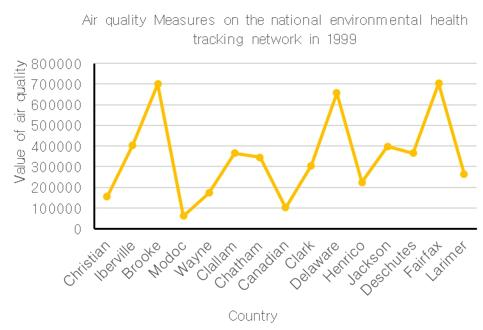 Air quality Measures on the national environmental health
tracking network in 1999
Value of air quality
800000
700000
600000
500000
400000
300000
200000
100000
0
Christian
Iberville
Brooke
Modoc
Wayne
Clallam
Chatham
Canadian
Clark
Delaware
Henrico
Jackson
Deschutes
Fairfax
Larimer
Country